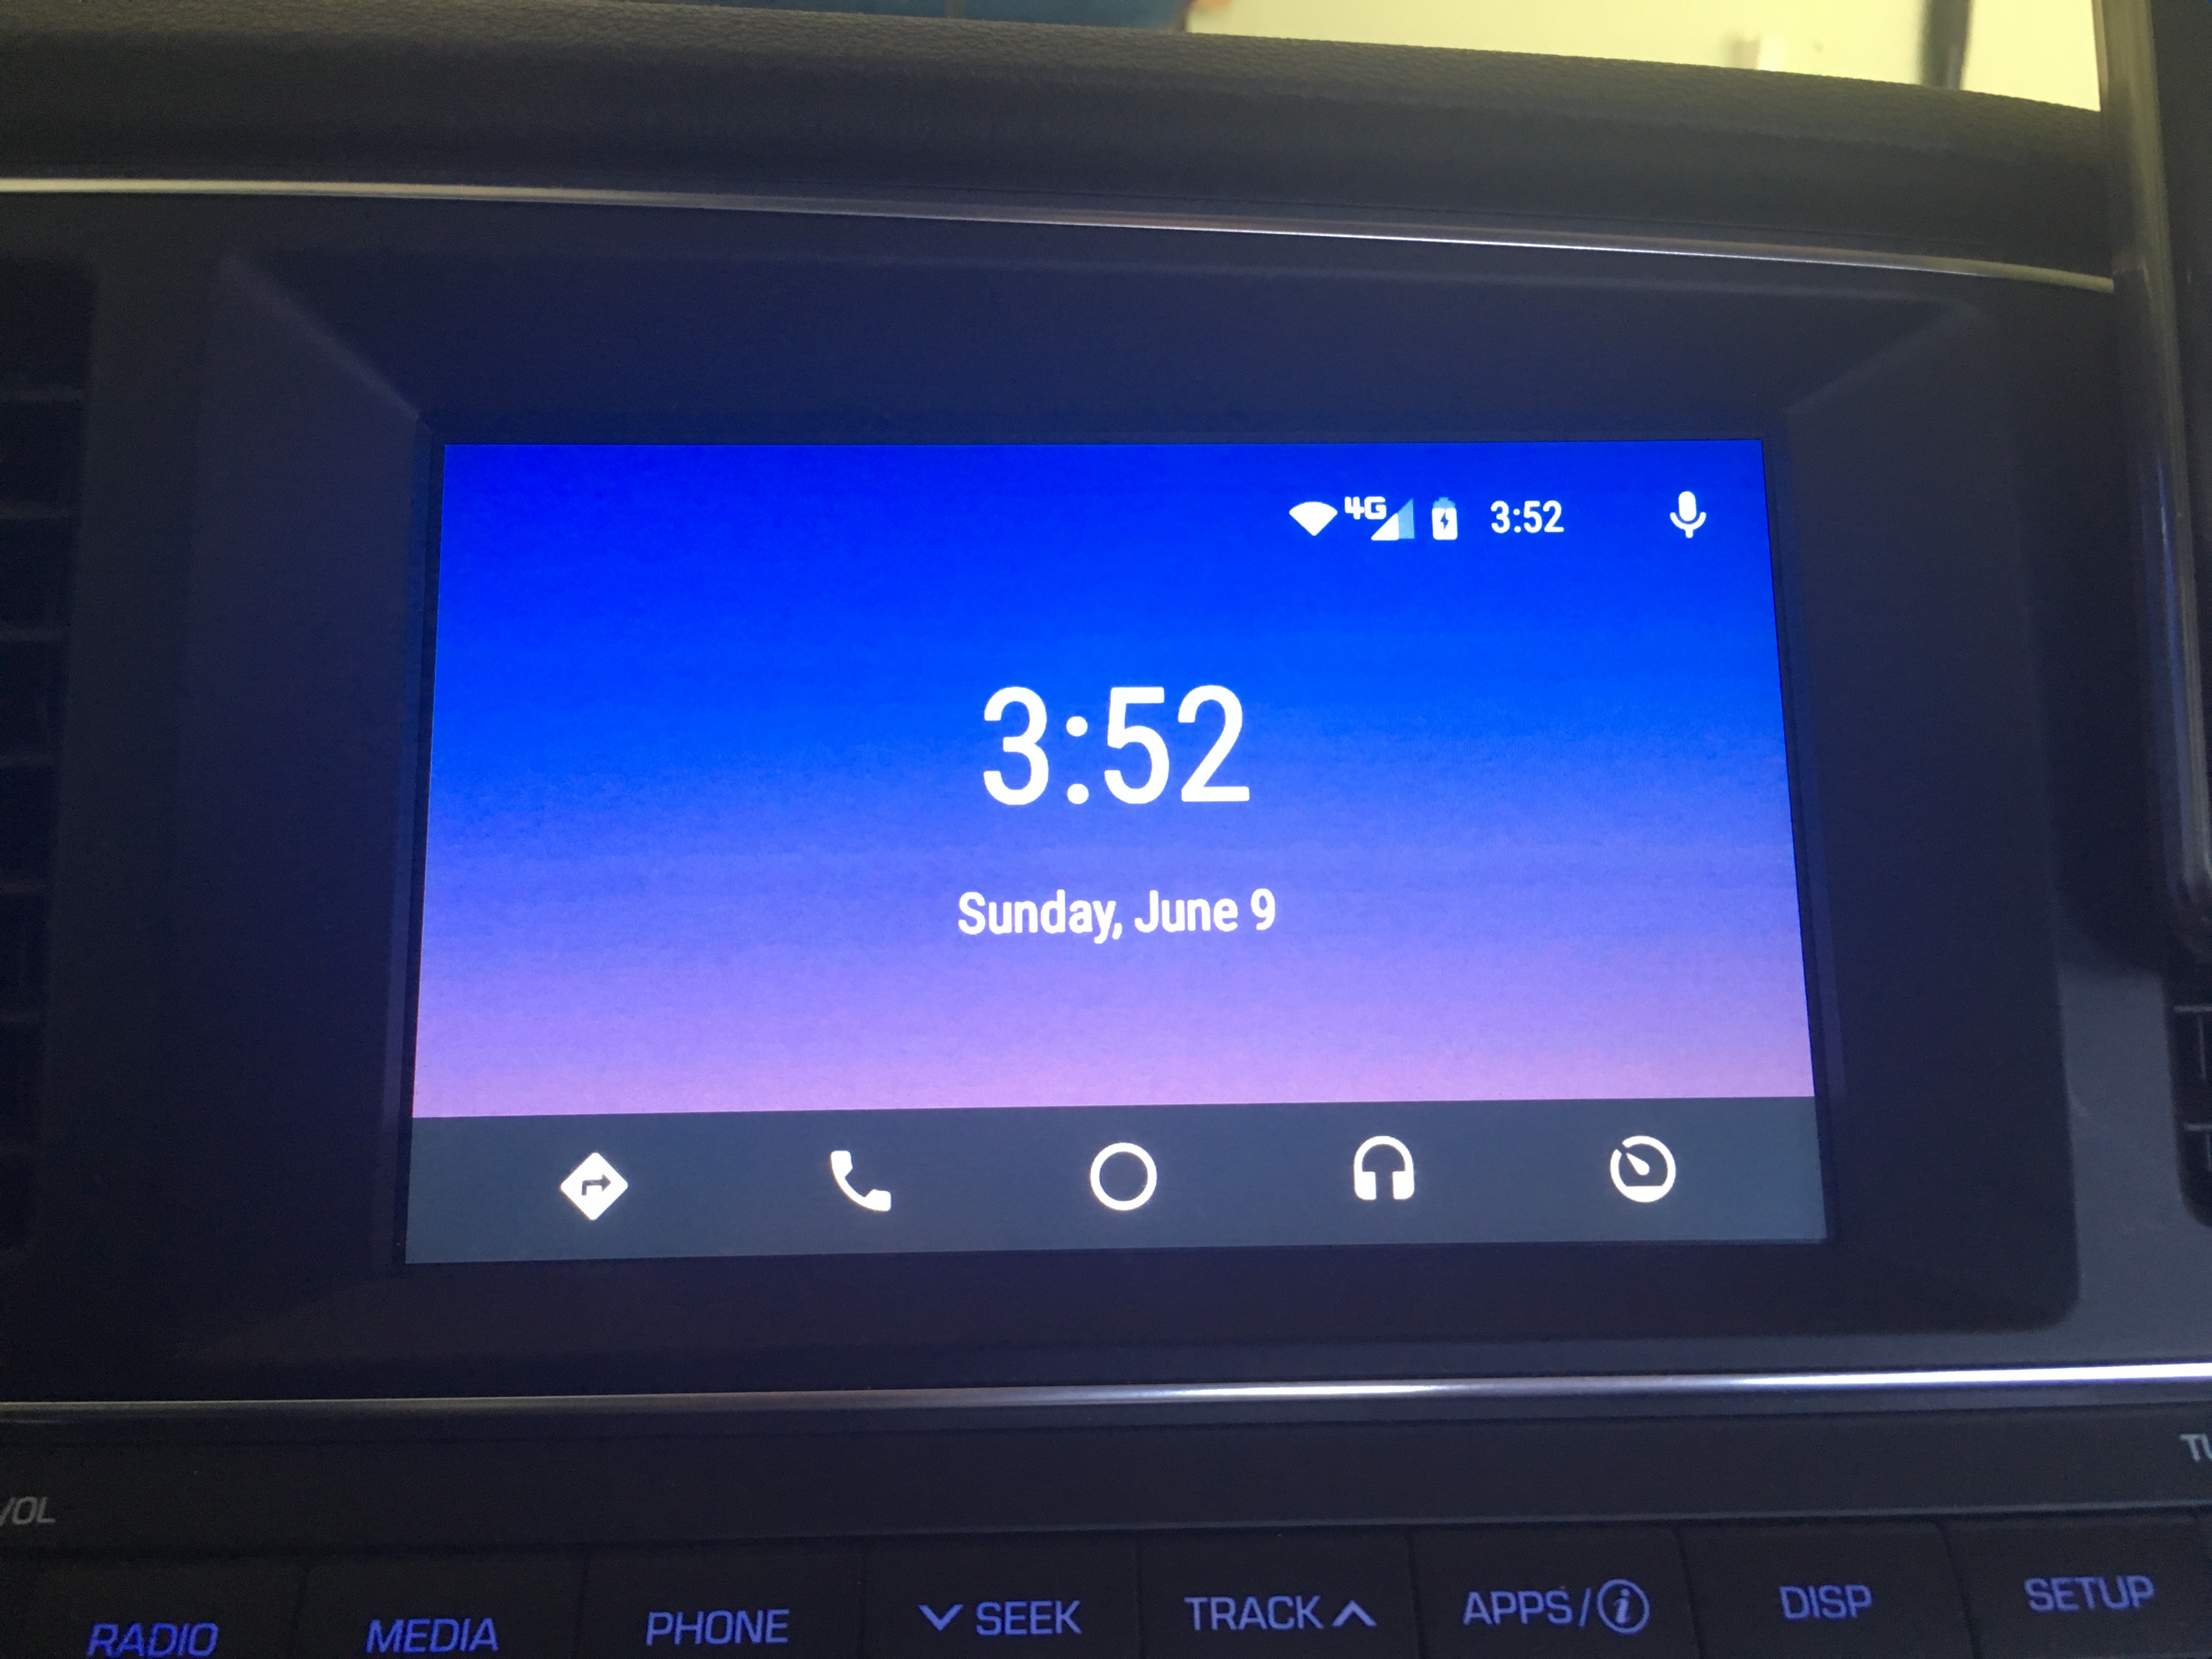 4G 3:52
3:52
Sunday, June 9
VOL
RADIO MEDIA PHONE SEEK TRACK APPS/i DISP SETUP